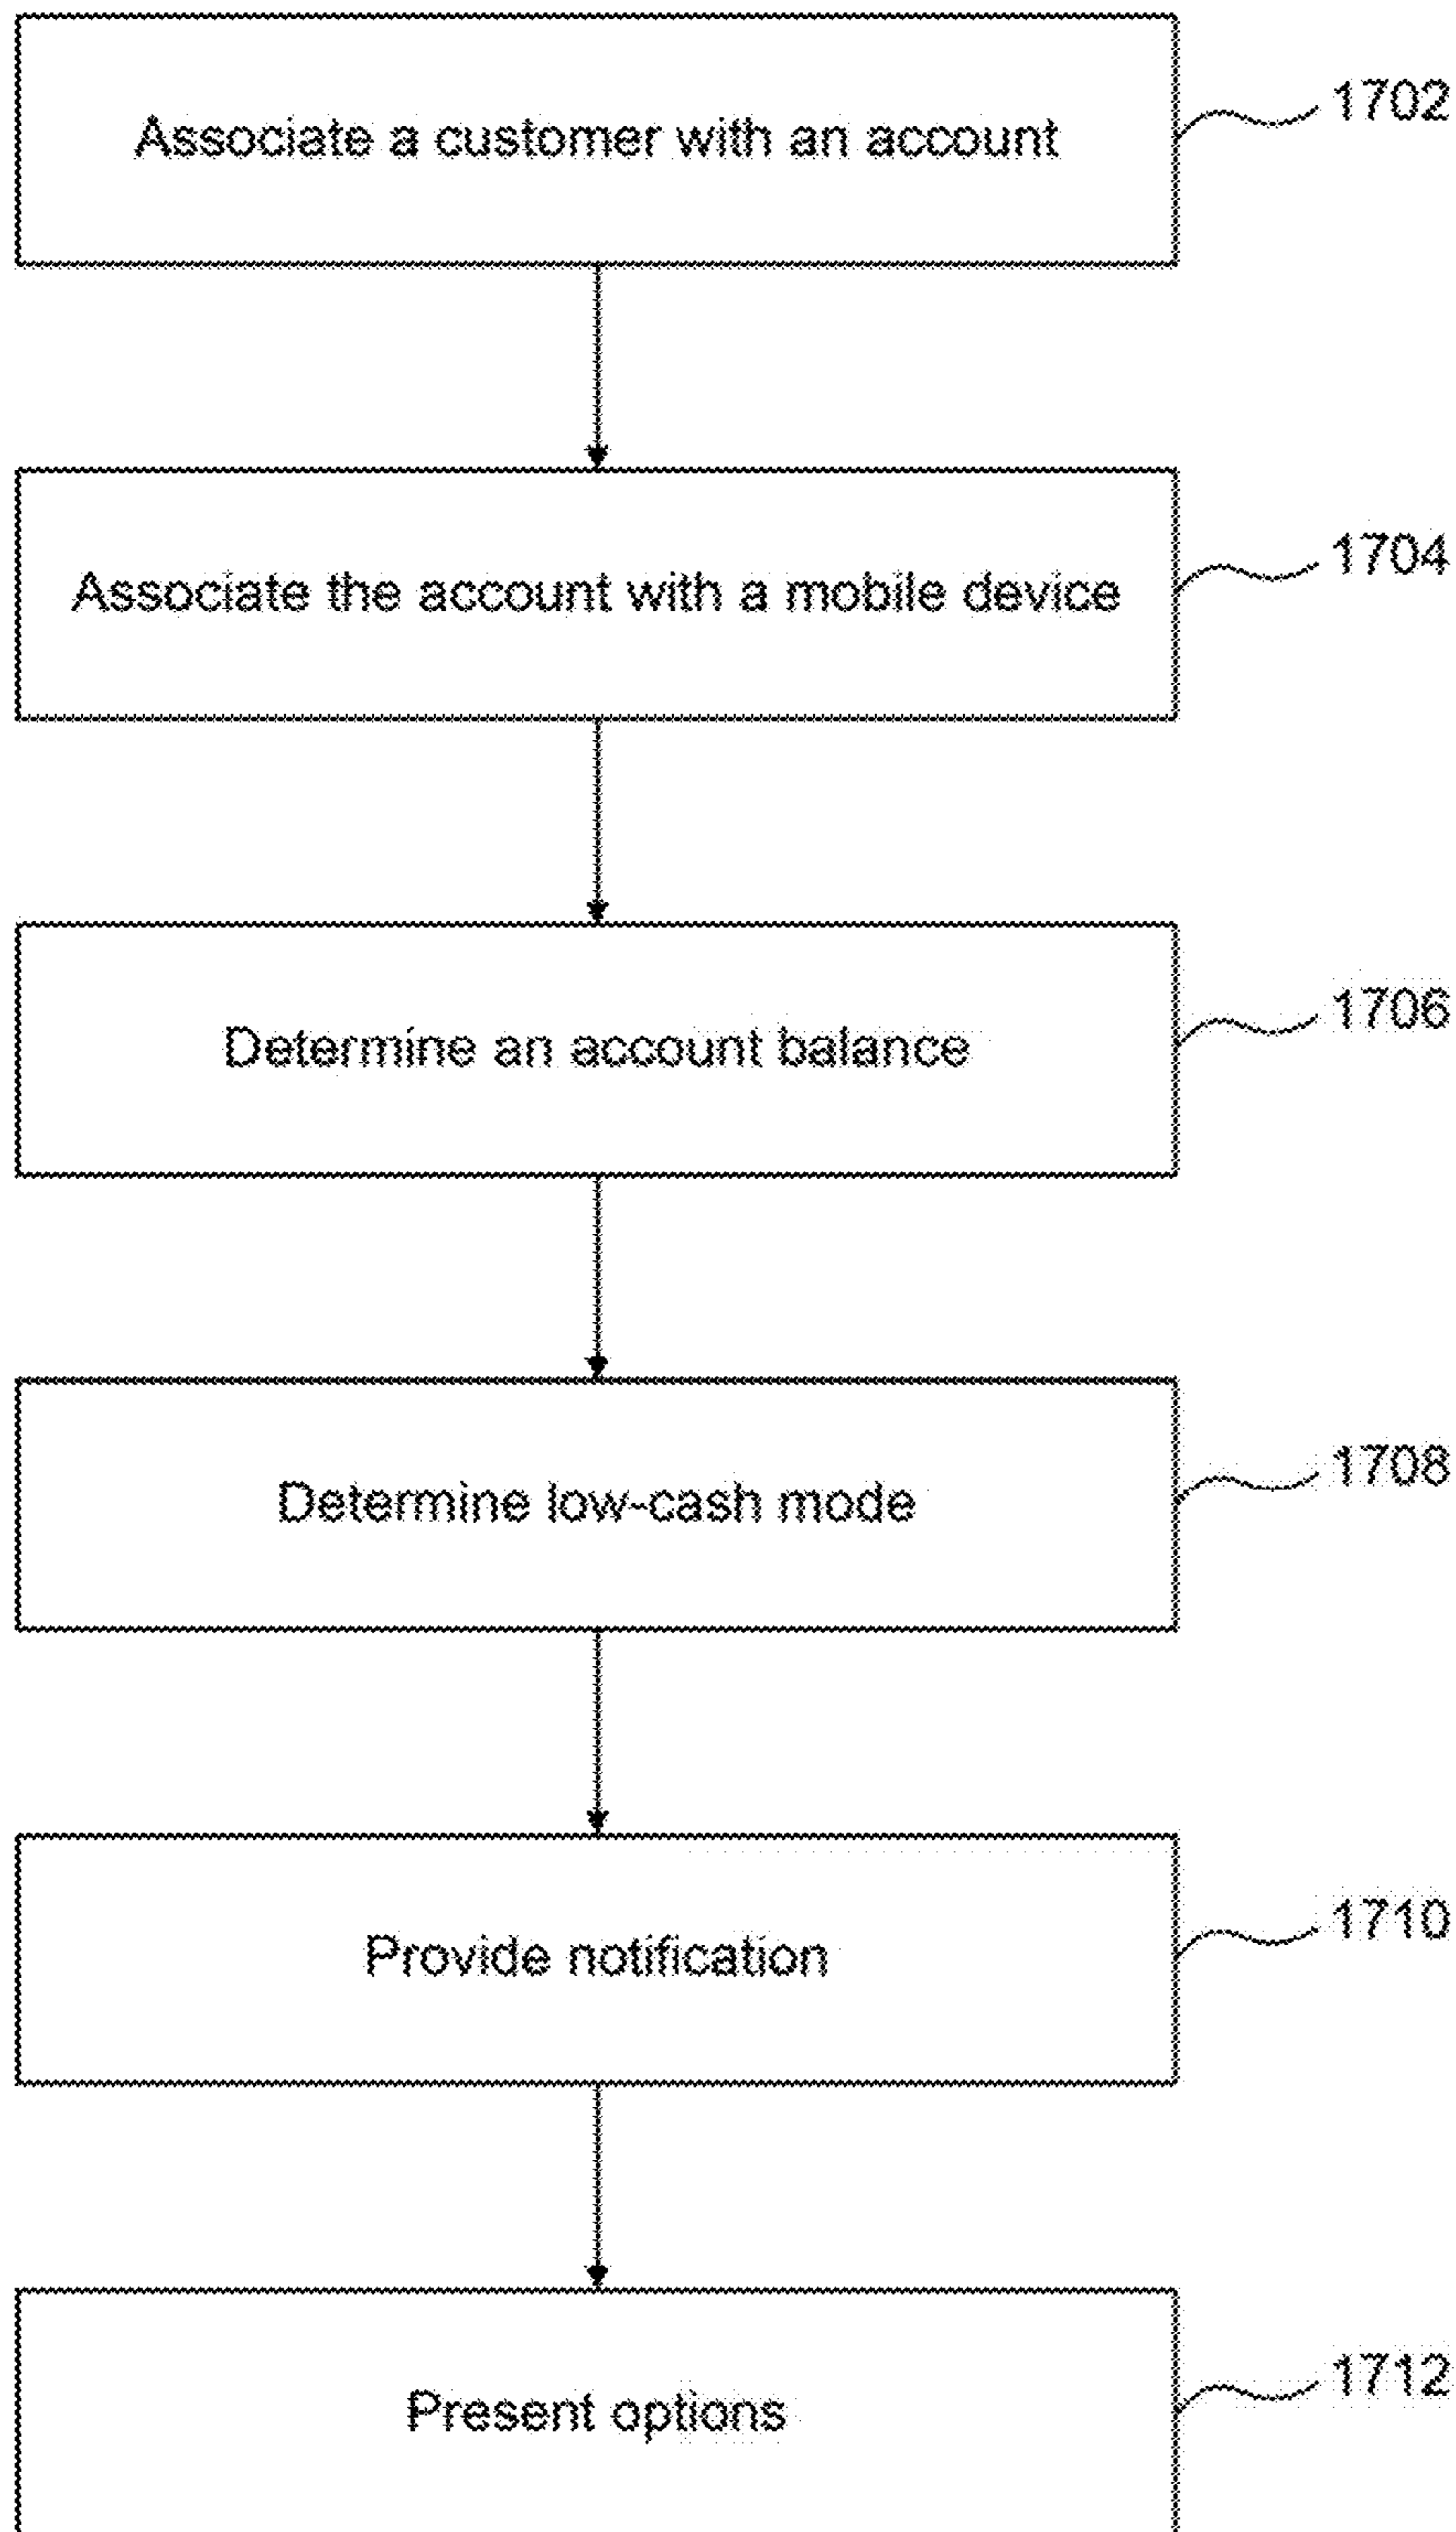 Associate a customer with an account
1702
Associate the account with a mobile device
1704
Determine an account balance
1706
Determine low-cash mode
1708
Provide notification
1710
Present options
1712